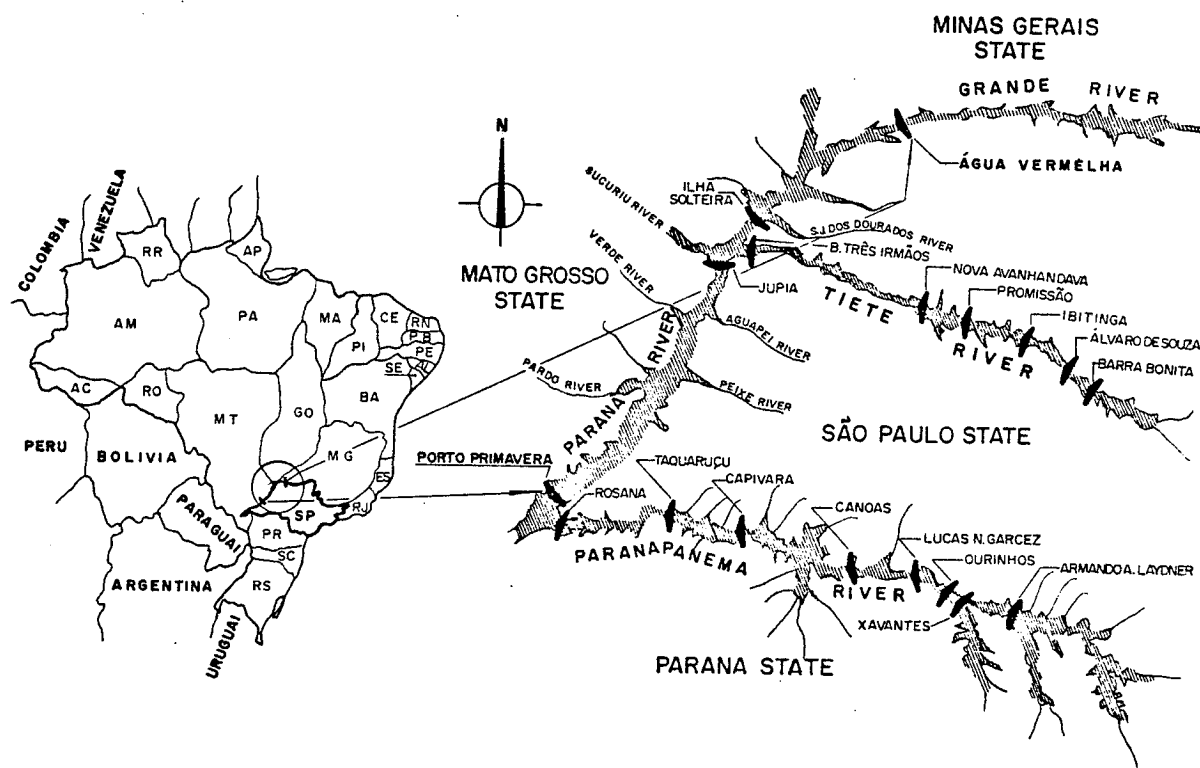 MINAS GERAIS
STATE
GRANDE RIVER
ÁGUA VERMELHA
N
SUCURIU RIVER
ILHA
SOLTEIRA
S.J. DOS DOURADOS RIVER
B. TRÊS IRMÃOS
VERDE RIVER
MATO GROSSO
STATE
JUPIA
TIETE
RIVER
NOVA AVANHANDAVA
PROMISSÃO
IBITINGA
ÁLVARO DE SOUZA
BARRA BONITA
AGUAPEI RIVER
PARDO RIVER
PEIXE RIVER
PARANA
RIVER
SÃO PAULO STATE
PORTO PRIMAVERA
TAQUARUÇU
CAPIVARA
ROSANA
CANOAS
PARANAPANEMA
RIVER
LUCAS N. GARCEZ
OURINHOS
ARMANDO A. LAYDNER
XAVANTES
PARANA STATE
COLOMBIA
VENEZUELA
RR
AP
AM
PA
MA
CE
RN
P B
PI
PE
AL
SE
AC
RO
MT
GO
BA
PERU
BOLIVIA
MG
ES
RJ
SP
PARAGUAI
PR
SC
ARGENTINA
RS
URUGUAI